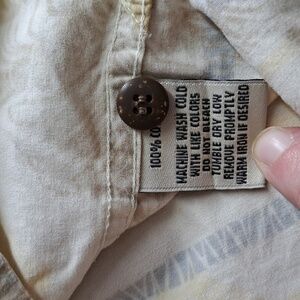 100% CO
MACHINE WASH COLD
WITH LIKE COLORS
DO NOT BLEACH
TUMBLE DRY LOW
REMOVE PROMPTLY
WARM IRON IF DESIRED